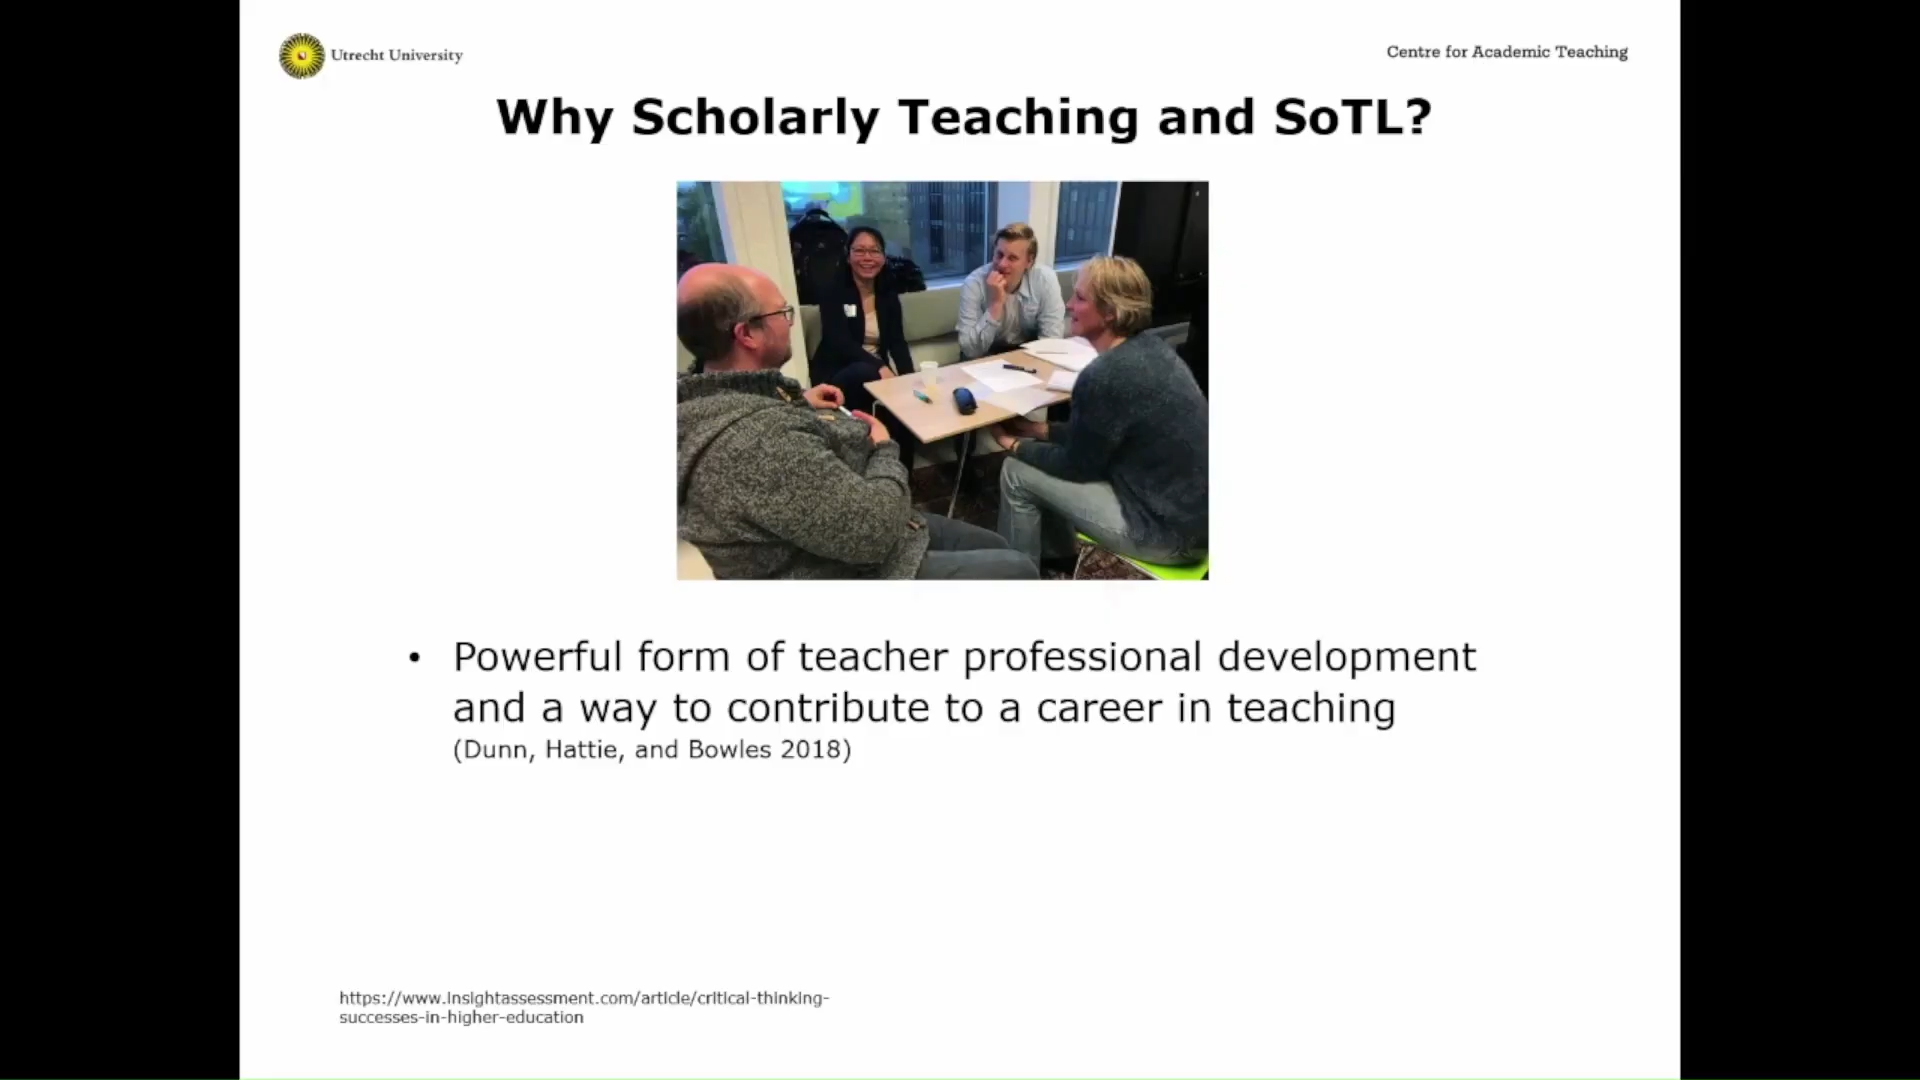 Utrecht University
Centre for Academic Teaching
Why Scholarly Teaching and SoTL?
• Powerful form of teacher professional development
and a way to contribute to a career in teaching
(Dunn, Hattie, and Bowles 2018)
https://www.insightassessment.com/article/critical-thinking-
successes-in-higher-education